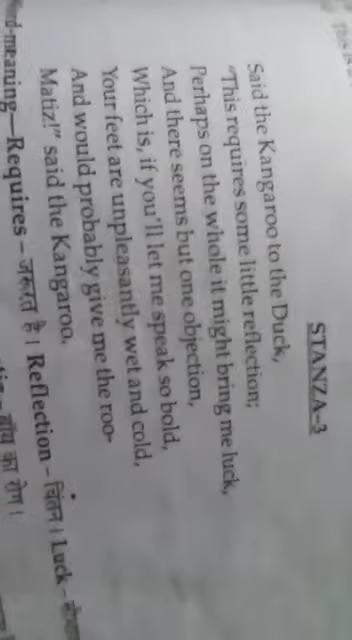 STANZA-3
Said the Kangaroo to the Duck,
"This requires some little reflection;
Perhaps on the whole it might bring me luck,
And there seems but one objection,
Which is, if you'll let me speak so bold,
Your feet are unpleasantly wet and cold,
And would probably give me the roo-
Matiz!" said the Kangaroo.
-meaning—Requires – जरूरत है। Reflection – चिंतन। Luck –
का रोग।